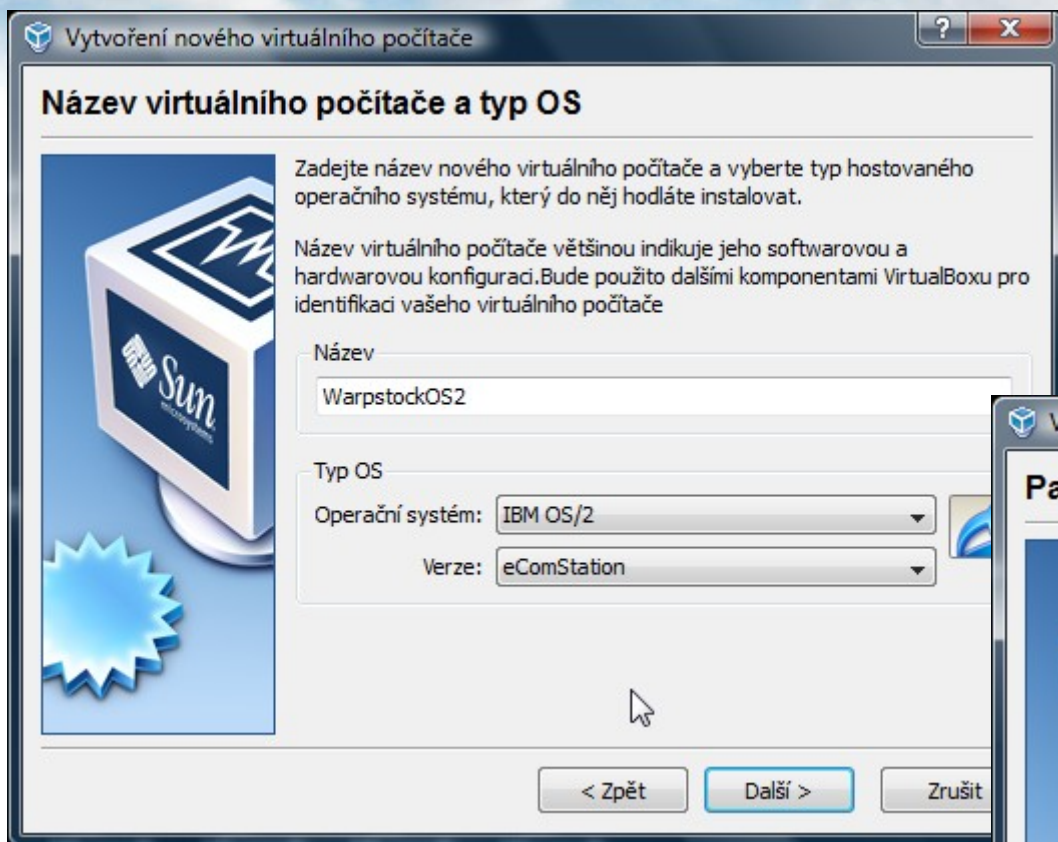 Vytvoření nového virtuálního počítače
Název virtuálního počítače a typ OS
Zadejte název nového virtuálního počítače a vyberte typ hostovaného
operačního systému, který do něj hodláte instalovat.
Název virtuálního počítače většinou indikuje jeho softwarovou a
hardwarovou konfiguraci.Bude použito dalšími komponentami VirtualBoxu pro
identifikaci vašeho virtuálního počítače
Sun
microsystems
Název
WarpstockOS2
Typ OS
Operační systém: IBM OS/2
Verze: eComStation
< Zpět Další > Zrušit
V
Pa